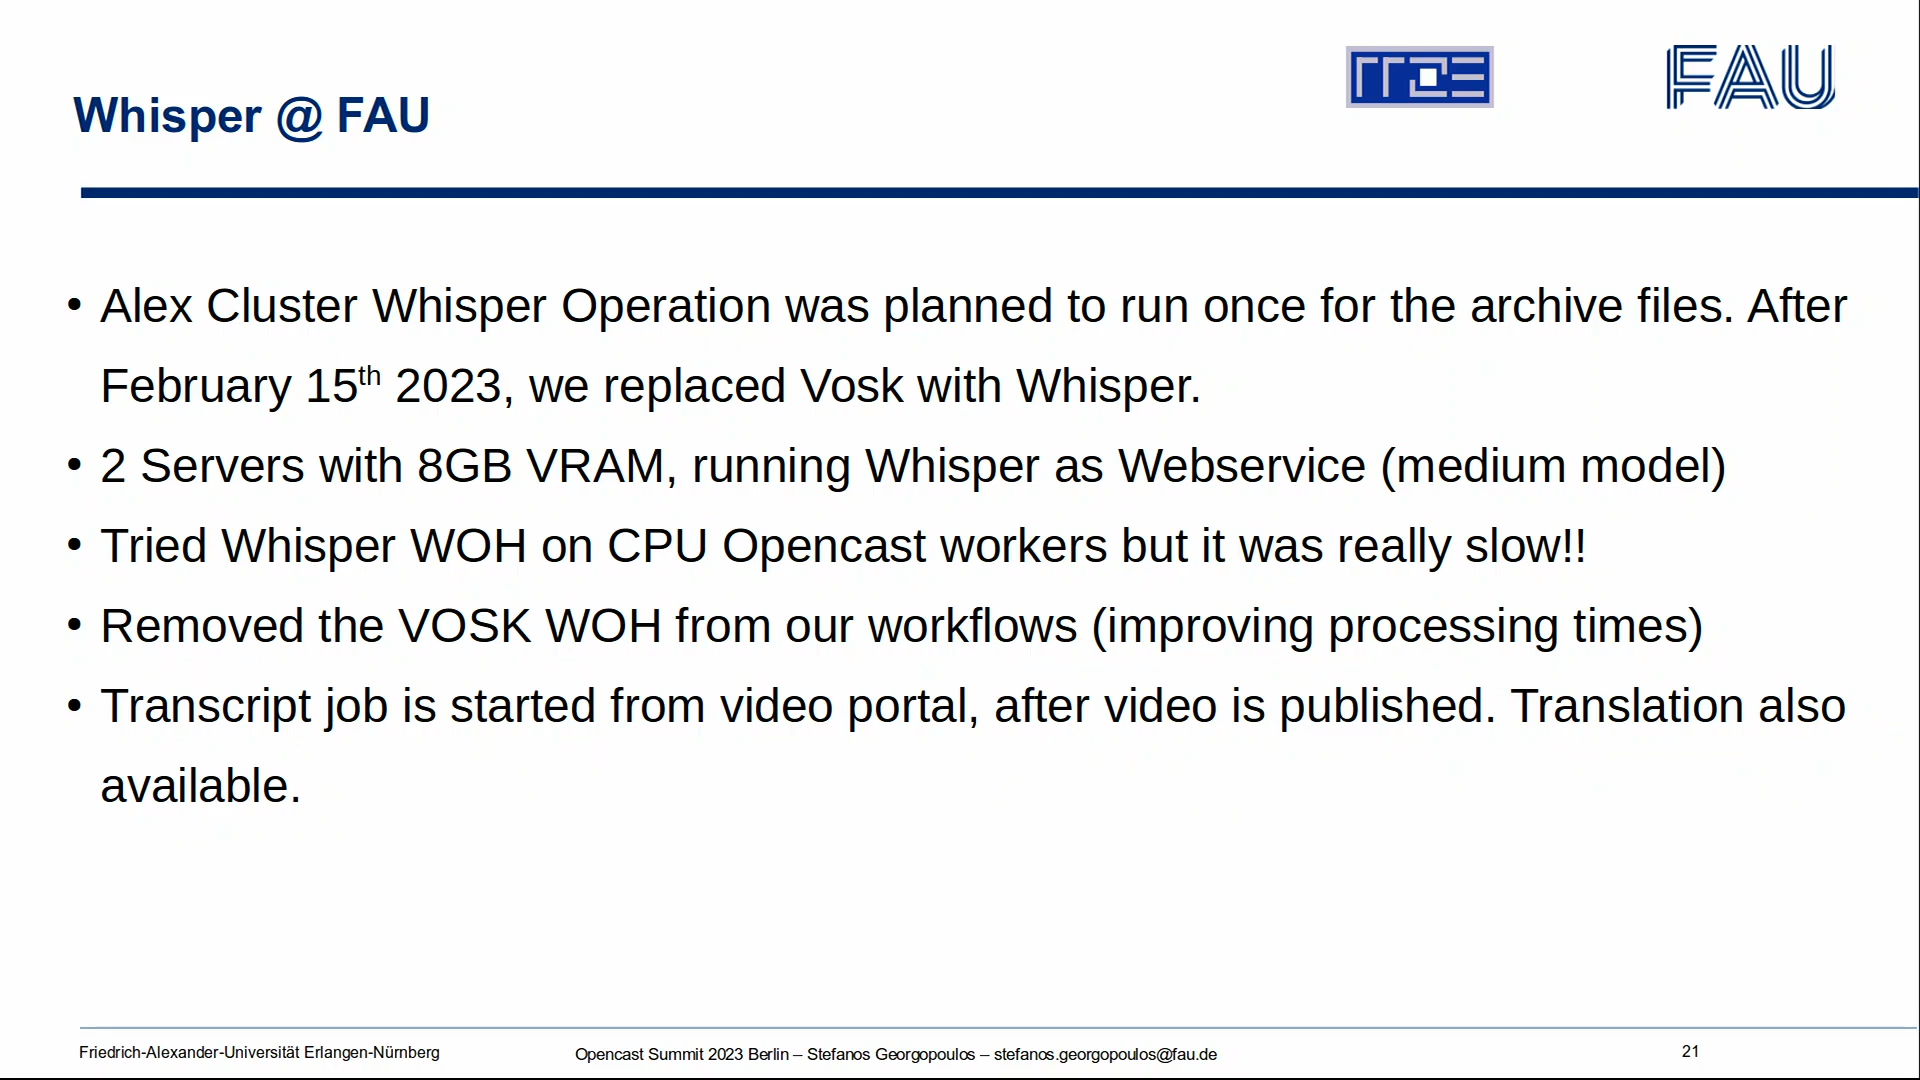 Whisper @ FAU
RRZE
FAU
• Alex Cluster Whisper Operation was planned to run once for the archive files. After
February 15th 2023, we replaced Vosk with Whisper.
• 2 Servers with 8GB VRAM, running Whisper as Webservice (medium model)
• Tried Whisper WOH on CPU Opencast workers but it was really slow!!
• Removed the VOSK WOH from our workflows (improving processing times)
• Transcript job is started from video portal, after video is published. Translation also
available.
Friedrich-Alexander-Universität Erlangen-Nürnberg
Opencast Summit 2023 Berlin – Stefanos Georgopoulos – stefanos.georgopoulos@fau.de
21